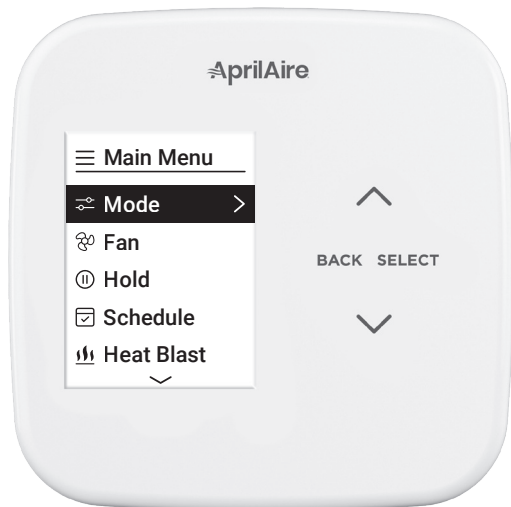 AprilAire
Main Menu
Mode
Fan
Hold
Schedule
Heat Blast
BACK SELECT